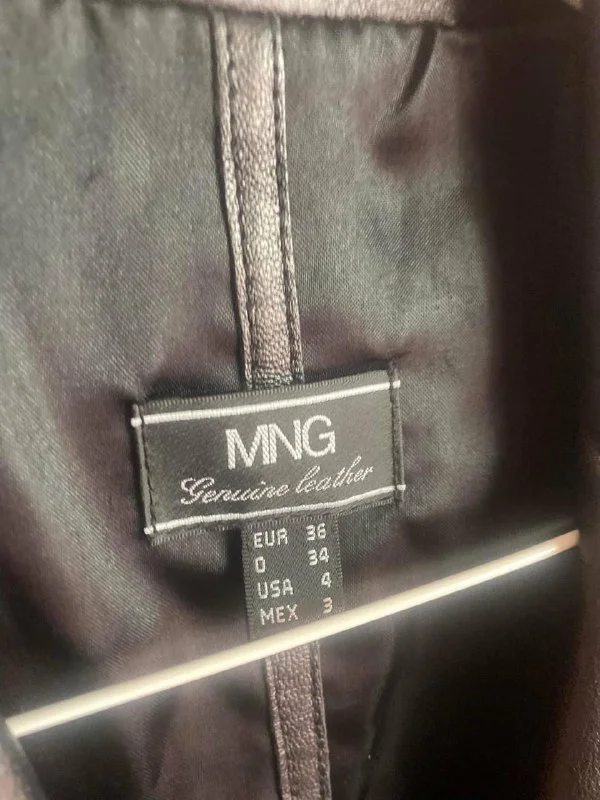 MNG
Genuine leather
EUR 36
D 34
USA 4
MEX 3